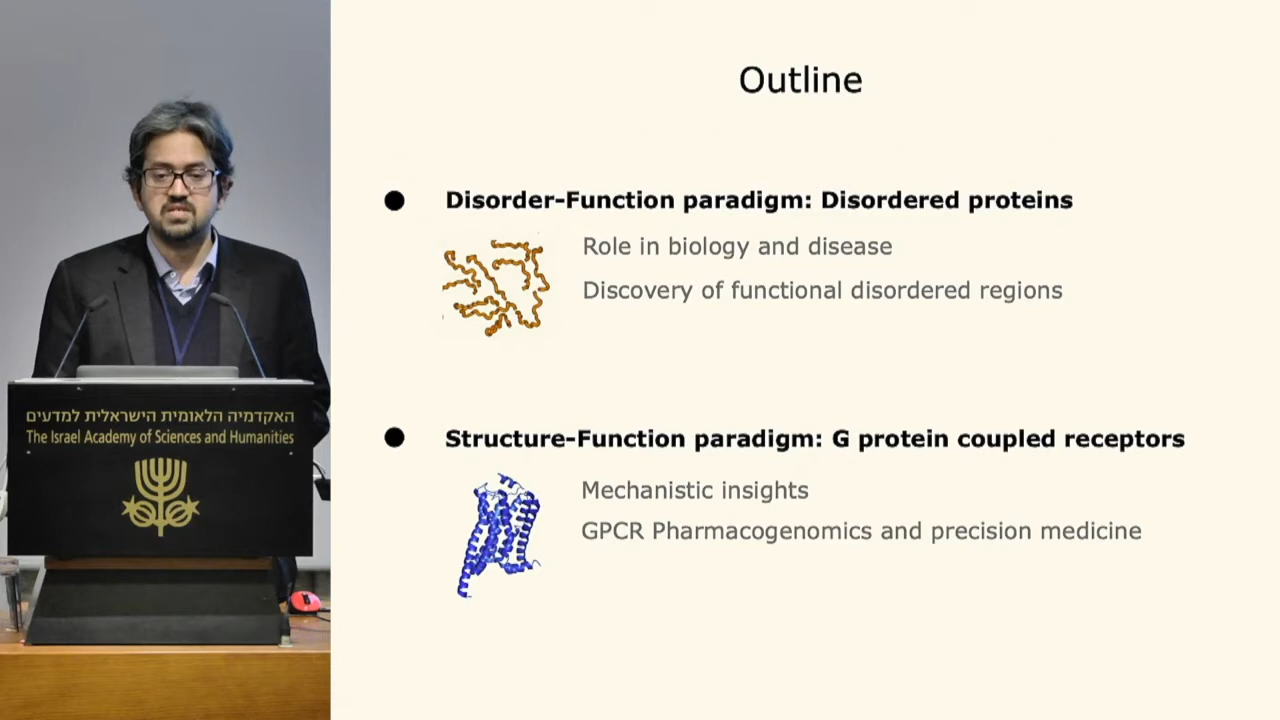 Outline
Disorder-Function paradigm: Disordered proteins
Role in biology and disease
Discovery of functional disordered regions
Structure-Function paradigm: G protein coupled receptors
Mechanistic insights
GPCR Pharmacogenomics and precision medicine
האקדמיה הלאומית הישראלית למדעים
The Israel Academy of Sciences and Humanities